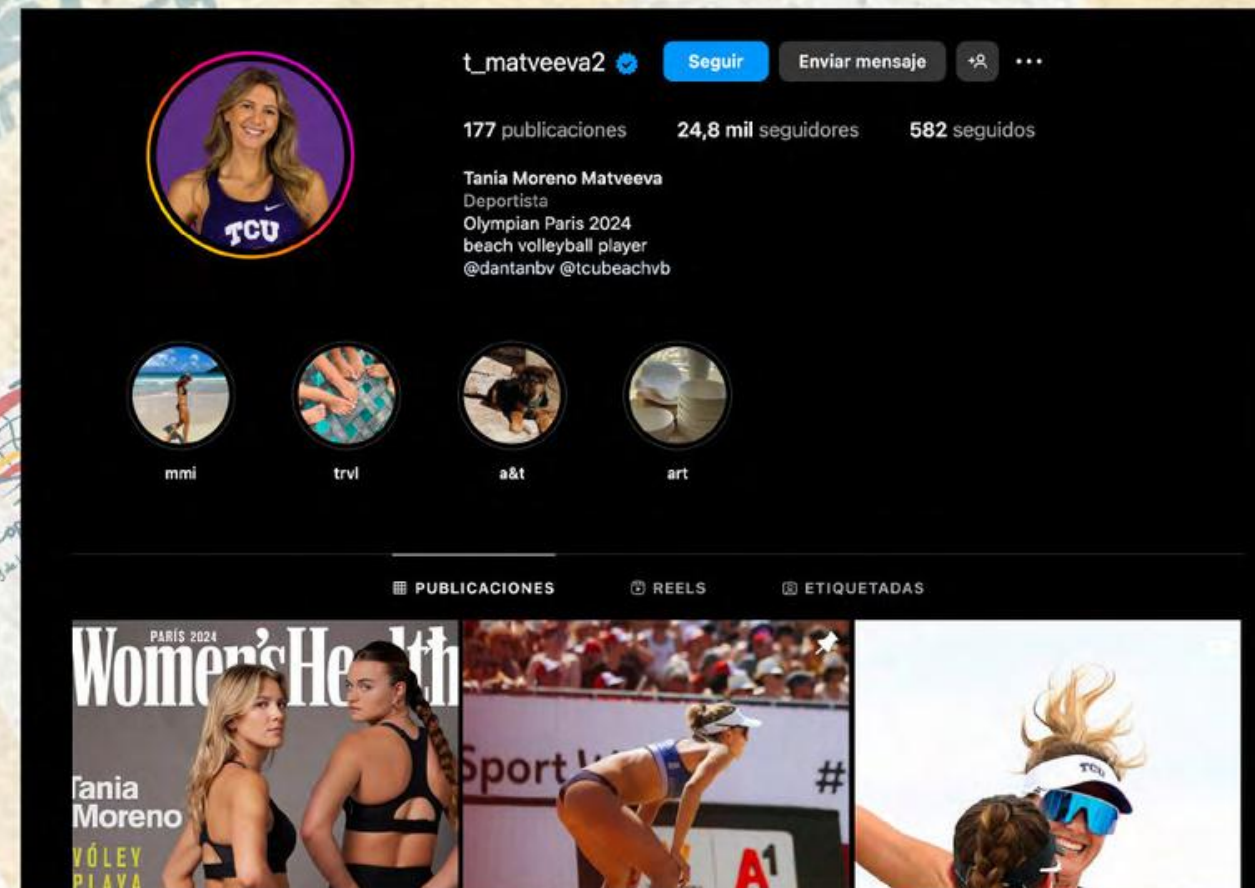 t_matveeva2 Seguir Enviar mensaje
177 publicaciones 24,8 mil seguidores 582 seguidos
Tania Moreno Matveeva
Deportista
Olympian Paris 2024
beach volleyball player
@dantanbv @tcubeachvb
TCU
mmi trvl a&t art
PUBLICACIONES REELS ETIQUETADAS
PARÍS 2024
Women's Health
Tania
Moreno
VÓLEY
PLAYA
Sport
#
A1
TCU